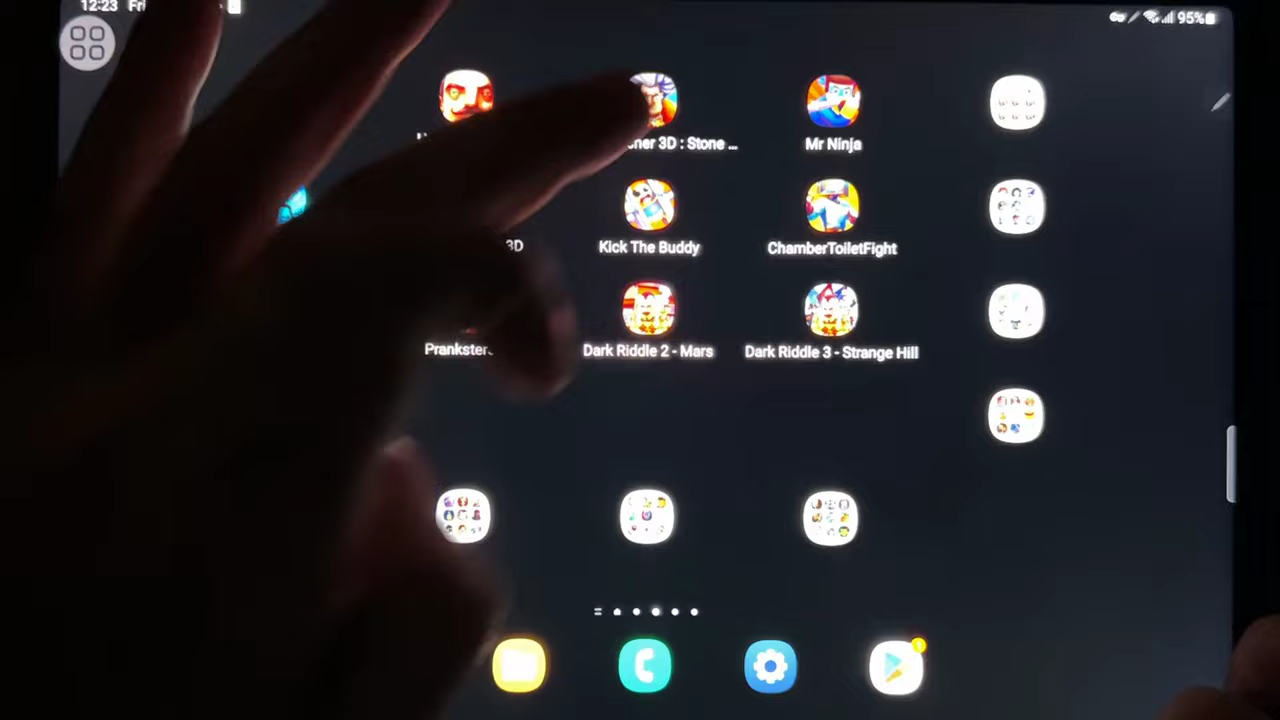 12:23 Fri
95%
3D : Stone ...
Mr Ninja
3D
Kick The Buddy
ChamberToiletFight
Dark Riddle 2 - Mars
Dark Riddle 3 - Strange Hill